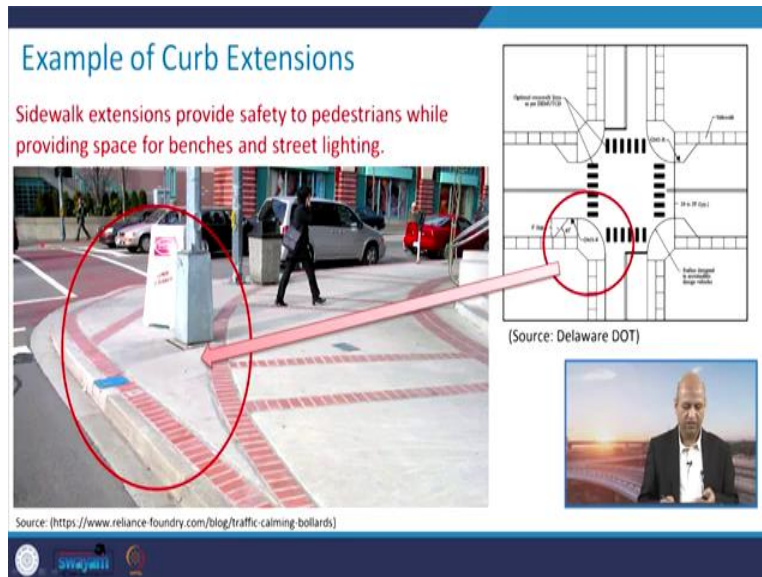 Example of Curb Extensions
Sidewalk extensions provide safety to pedestrians while
providing space for benches and street lighting.
(Source: Delaware DOT)
Source: (https://www.reliance-foundry.com/blog/traffic-calming-bollards)
swayam